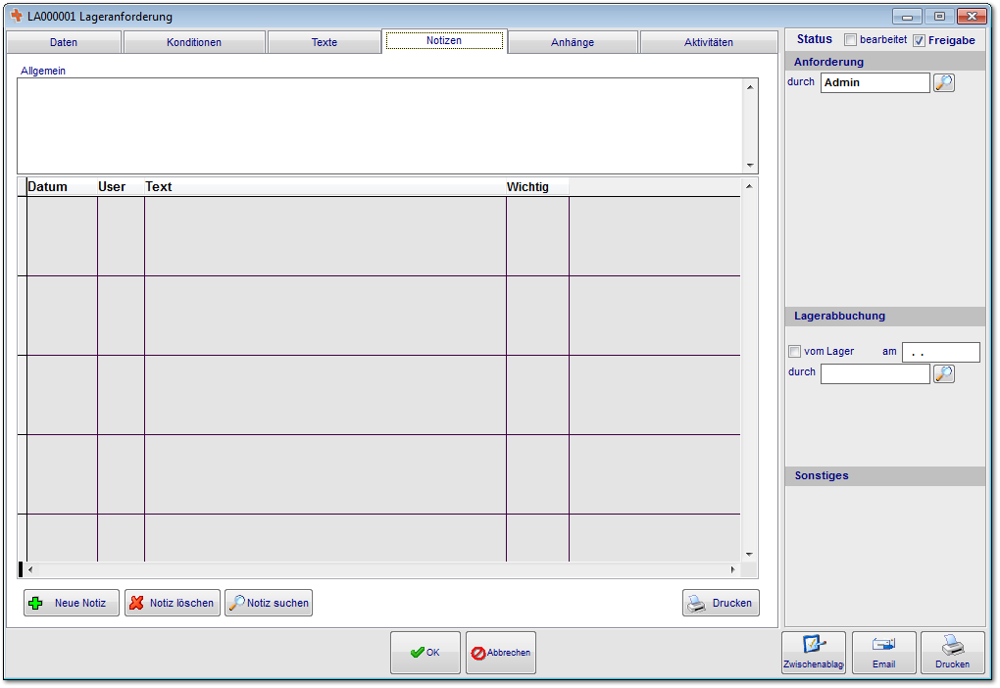 LA000001 Lageranforderung
Daten Konditionen Texte Notizen Anhänge Aktivitäten
Status bearbeitet Freigabe
Anforderung
durch Admin
Allgemein
Datum User Text Wichtig
Lagerabbuchung
vom Lager am . .
durch
Sonstiges
Neue Notiz Notiz löschen Notiz suchen Drucken
OK Abbrechen
Zwischenablag Email Drucken